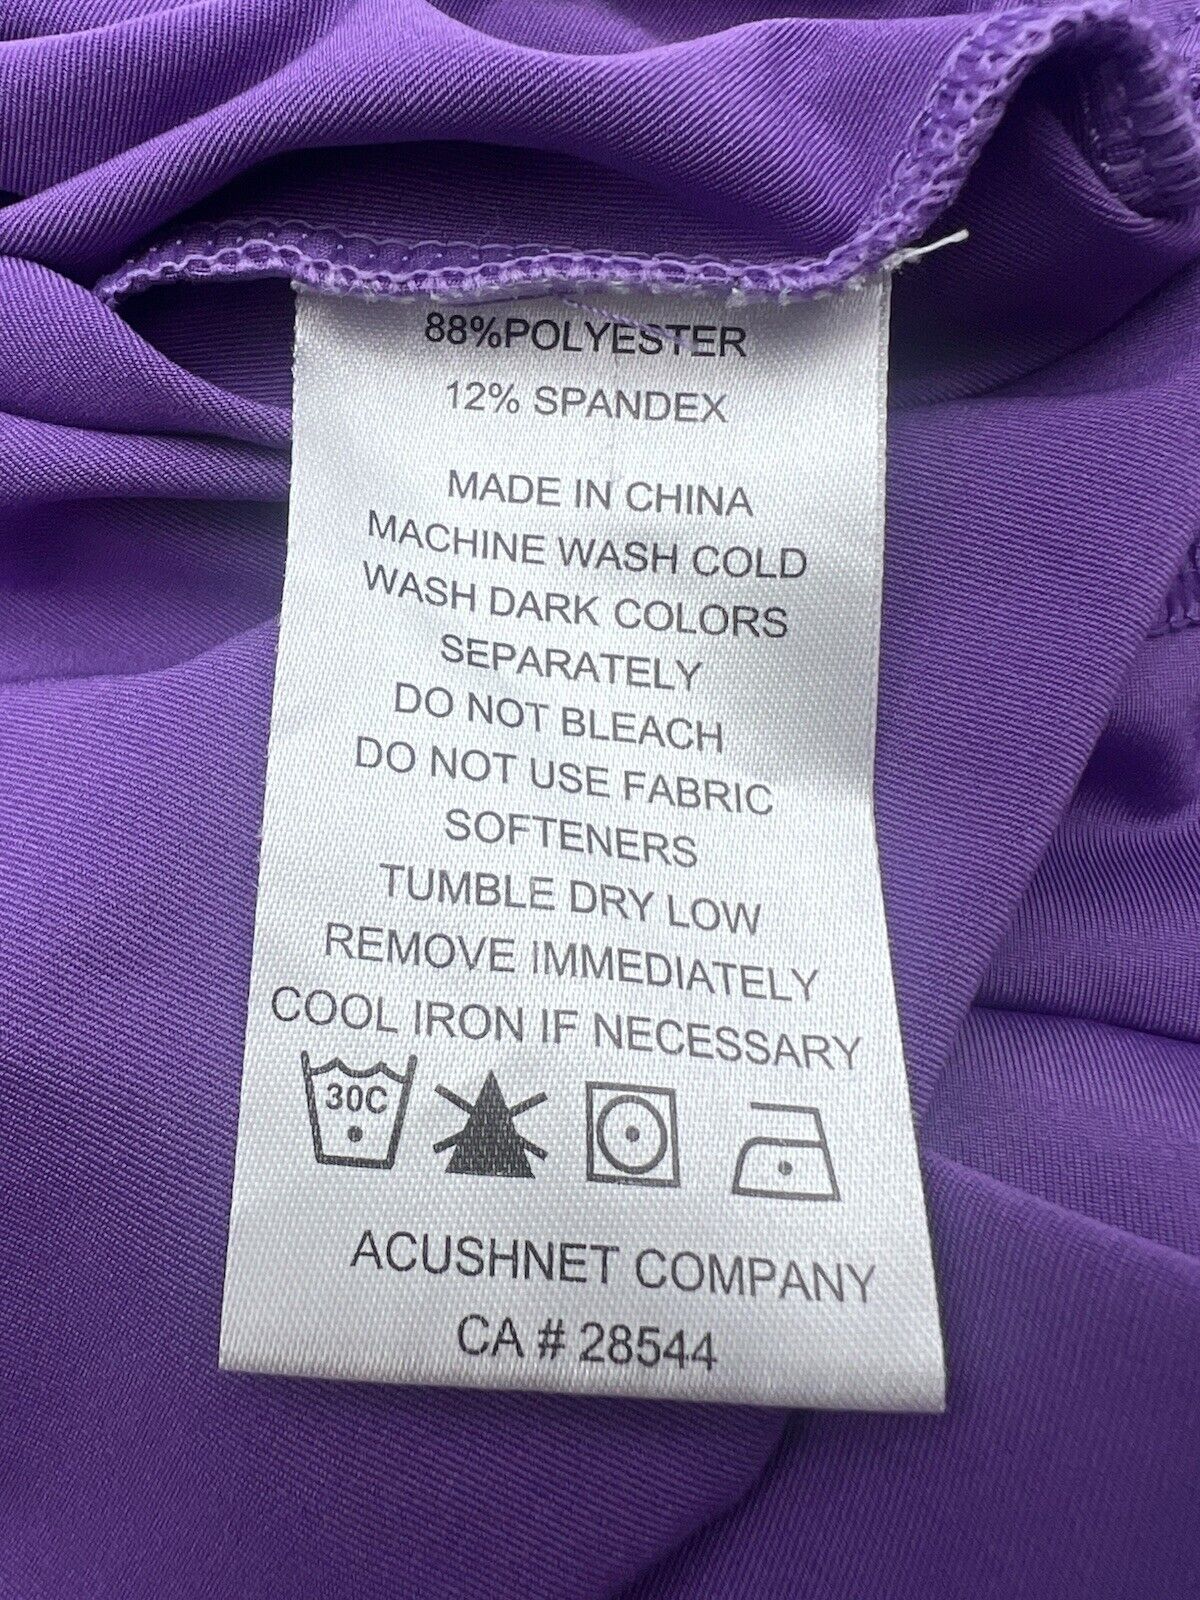 88%POLYESTER
12% SPANDEX
MADE IN CHINA
MACHINE WASH COLD
WASH DARK COLORS
SEPARATELY
DO NOT BLEACH
DO NOT USE FABRIC
SOFTENERS
TUMBLE DRY LOW
REMOVE IMMEDIATELY
COOL IRON IF NECESSARY
30C
ACUSHNET COMPANY
CA # 28544